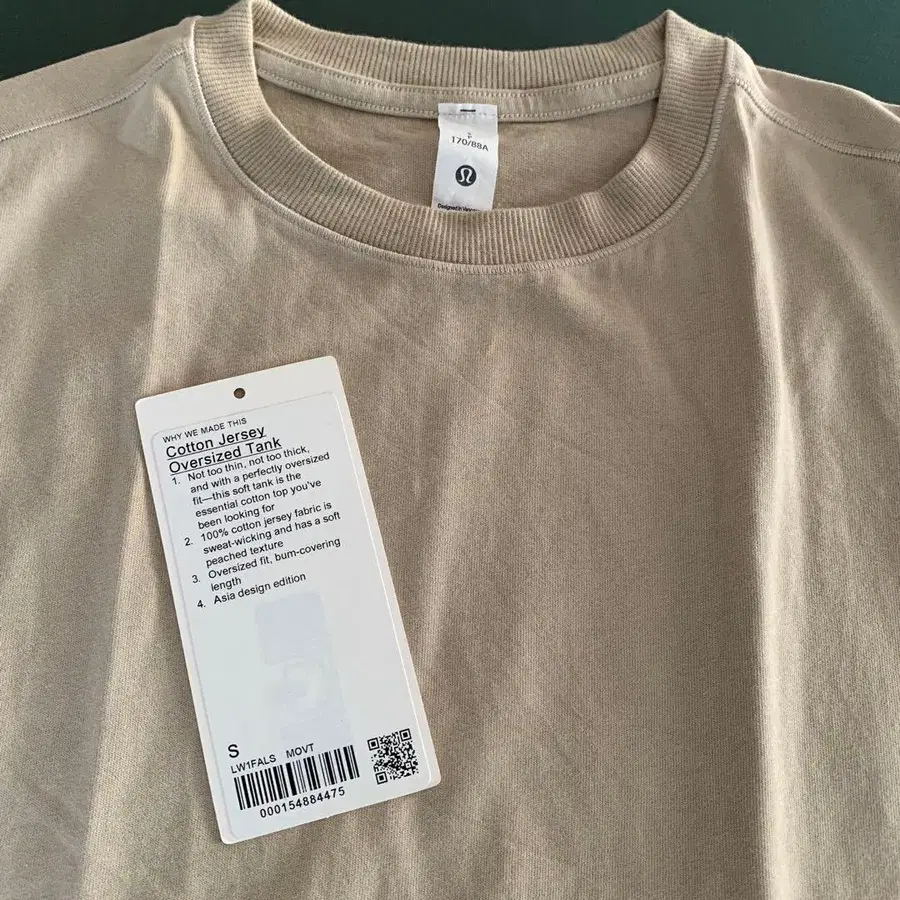 170/88A
WHY WE MADE THIS
Cotton Jersey
Oversized Tank
1. Not too thin, not too thick,
and with a perfectly oversized
fit—this soft tank is the
essential cotton top you've
been looking for
2. 100% cotton jersey fabric is
sweat-wicking and has a soft
peached texture
3. Oversized fit, bum-covering
length
4. Asia design edition
S
LW1FALS MOVT
000154884475